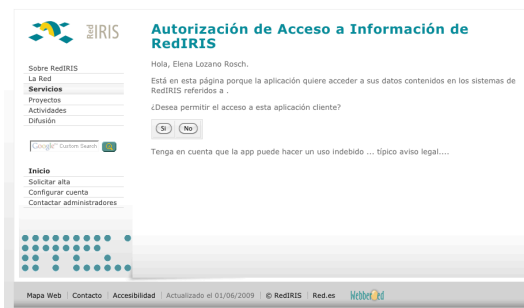 RedIRIS
Autorización de Acceso a Información de
RedIRIS
Sobre RedIRIS
La Red
Servicios
Proyectos
Actividades
Difusión
Google™ Custom Search
Inicio
Solicitar alta
Configurar cuenta
Contactar administradores
Hola, Elena Lozano Rosch.
Está en esta página porque la aplicación quiere acceder a sus datos contenidos en los sistemas de
RedIRIS referidos a .
¿Desea permitir el acceso a esta aplicación cliente?
Si No
Tenga en cuenta que la app puede hacer un uso indebido ... típico aviso legal....
Mapa Web | Contacto | Accesibilidad | Actualizado el 01/06/2009 | © RedIRIS | Red.es